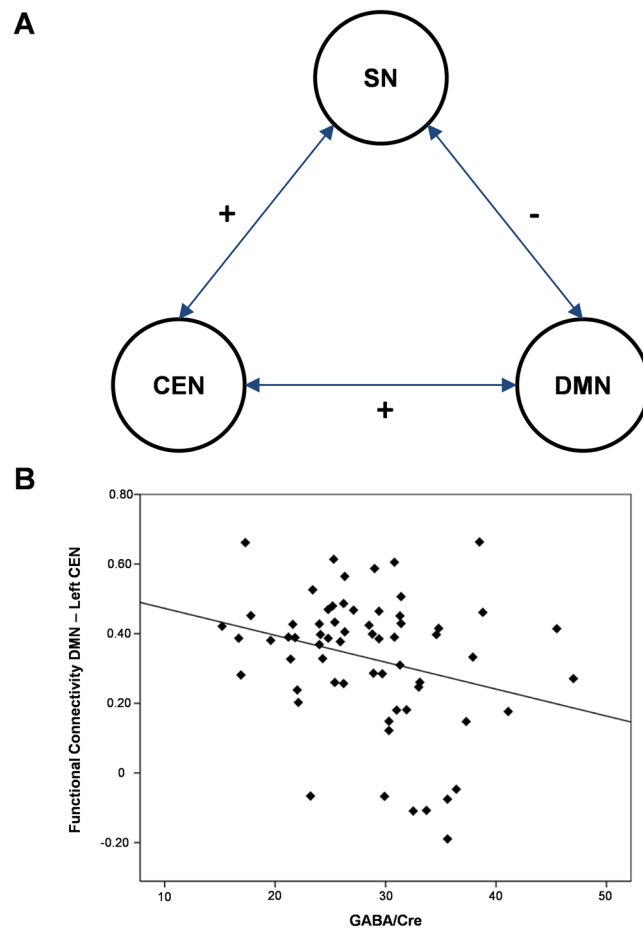 A
SN
+
-
CEN
DMN
+
B
Functional Connectivity DMN – Left CEN
0.80
0.60
0.40
0.20
0
-0.20
10 20 30 40 50
GABA/Cre